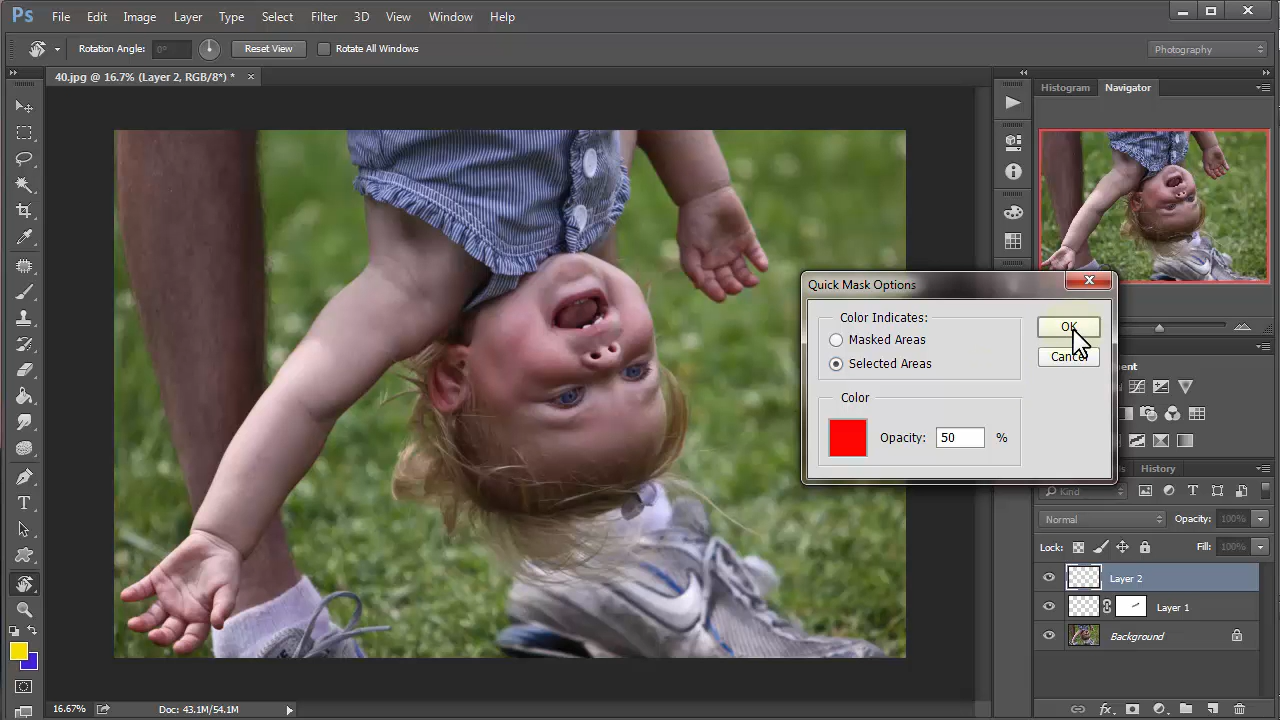 Ps File Edit Image Layer Type Select Filter 3D View Window Help
Rotation Angle: 0° Reset View Rotate All Windows Photography
40.jpg @ 16.7% (Layer 2, RGB/8*) *
Histogram Navigator
Quick Mask Options
Color Indicates:
OK
Masked Areas
Cancel
Selected Areas
Color
Opacity: 50 %
History
Kind
Normal Opacity: 100%
Lock: Fill: 100%
Layer 2
Layer 1
Background
16.67% Doc: 43.1M/54.1M